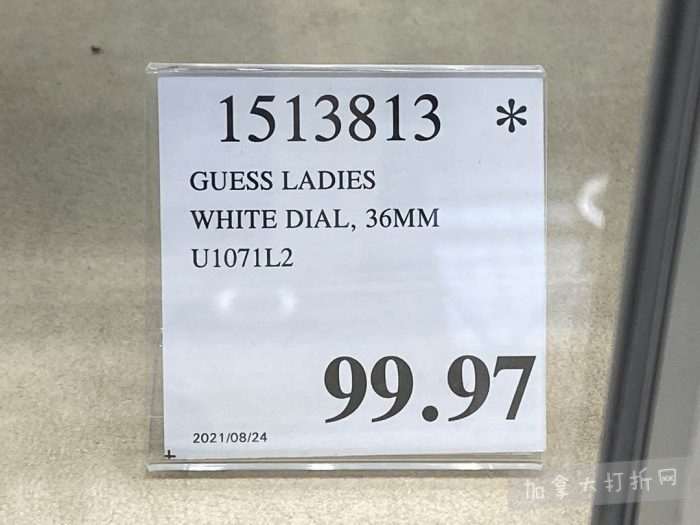 1513813 *
GUESS LADIES
WHITE DIAL, 36MM
U1071L2
99.97
2021/08/24
+
加拿大打折网